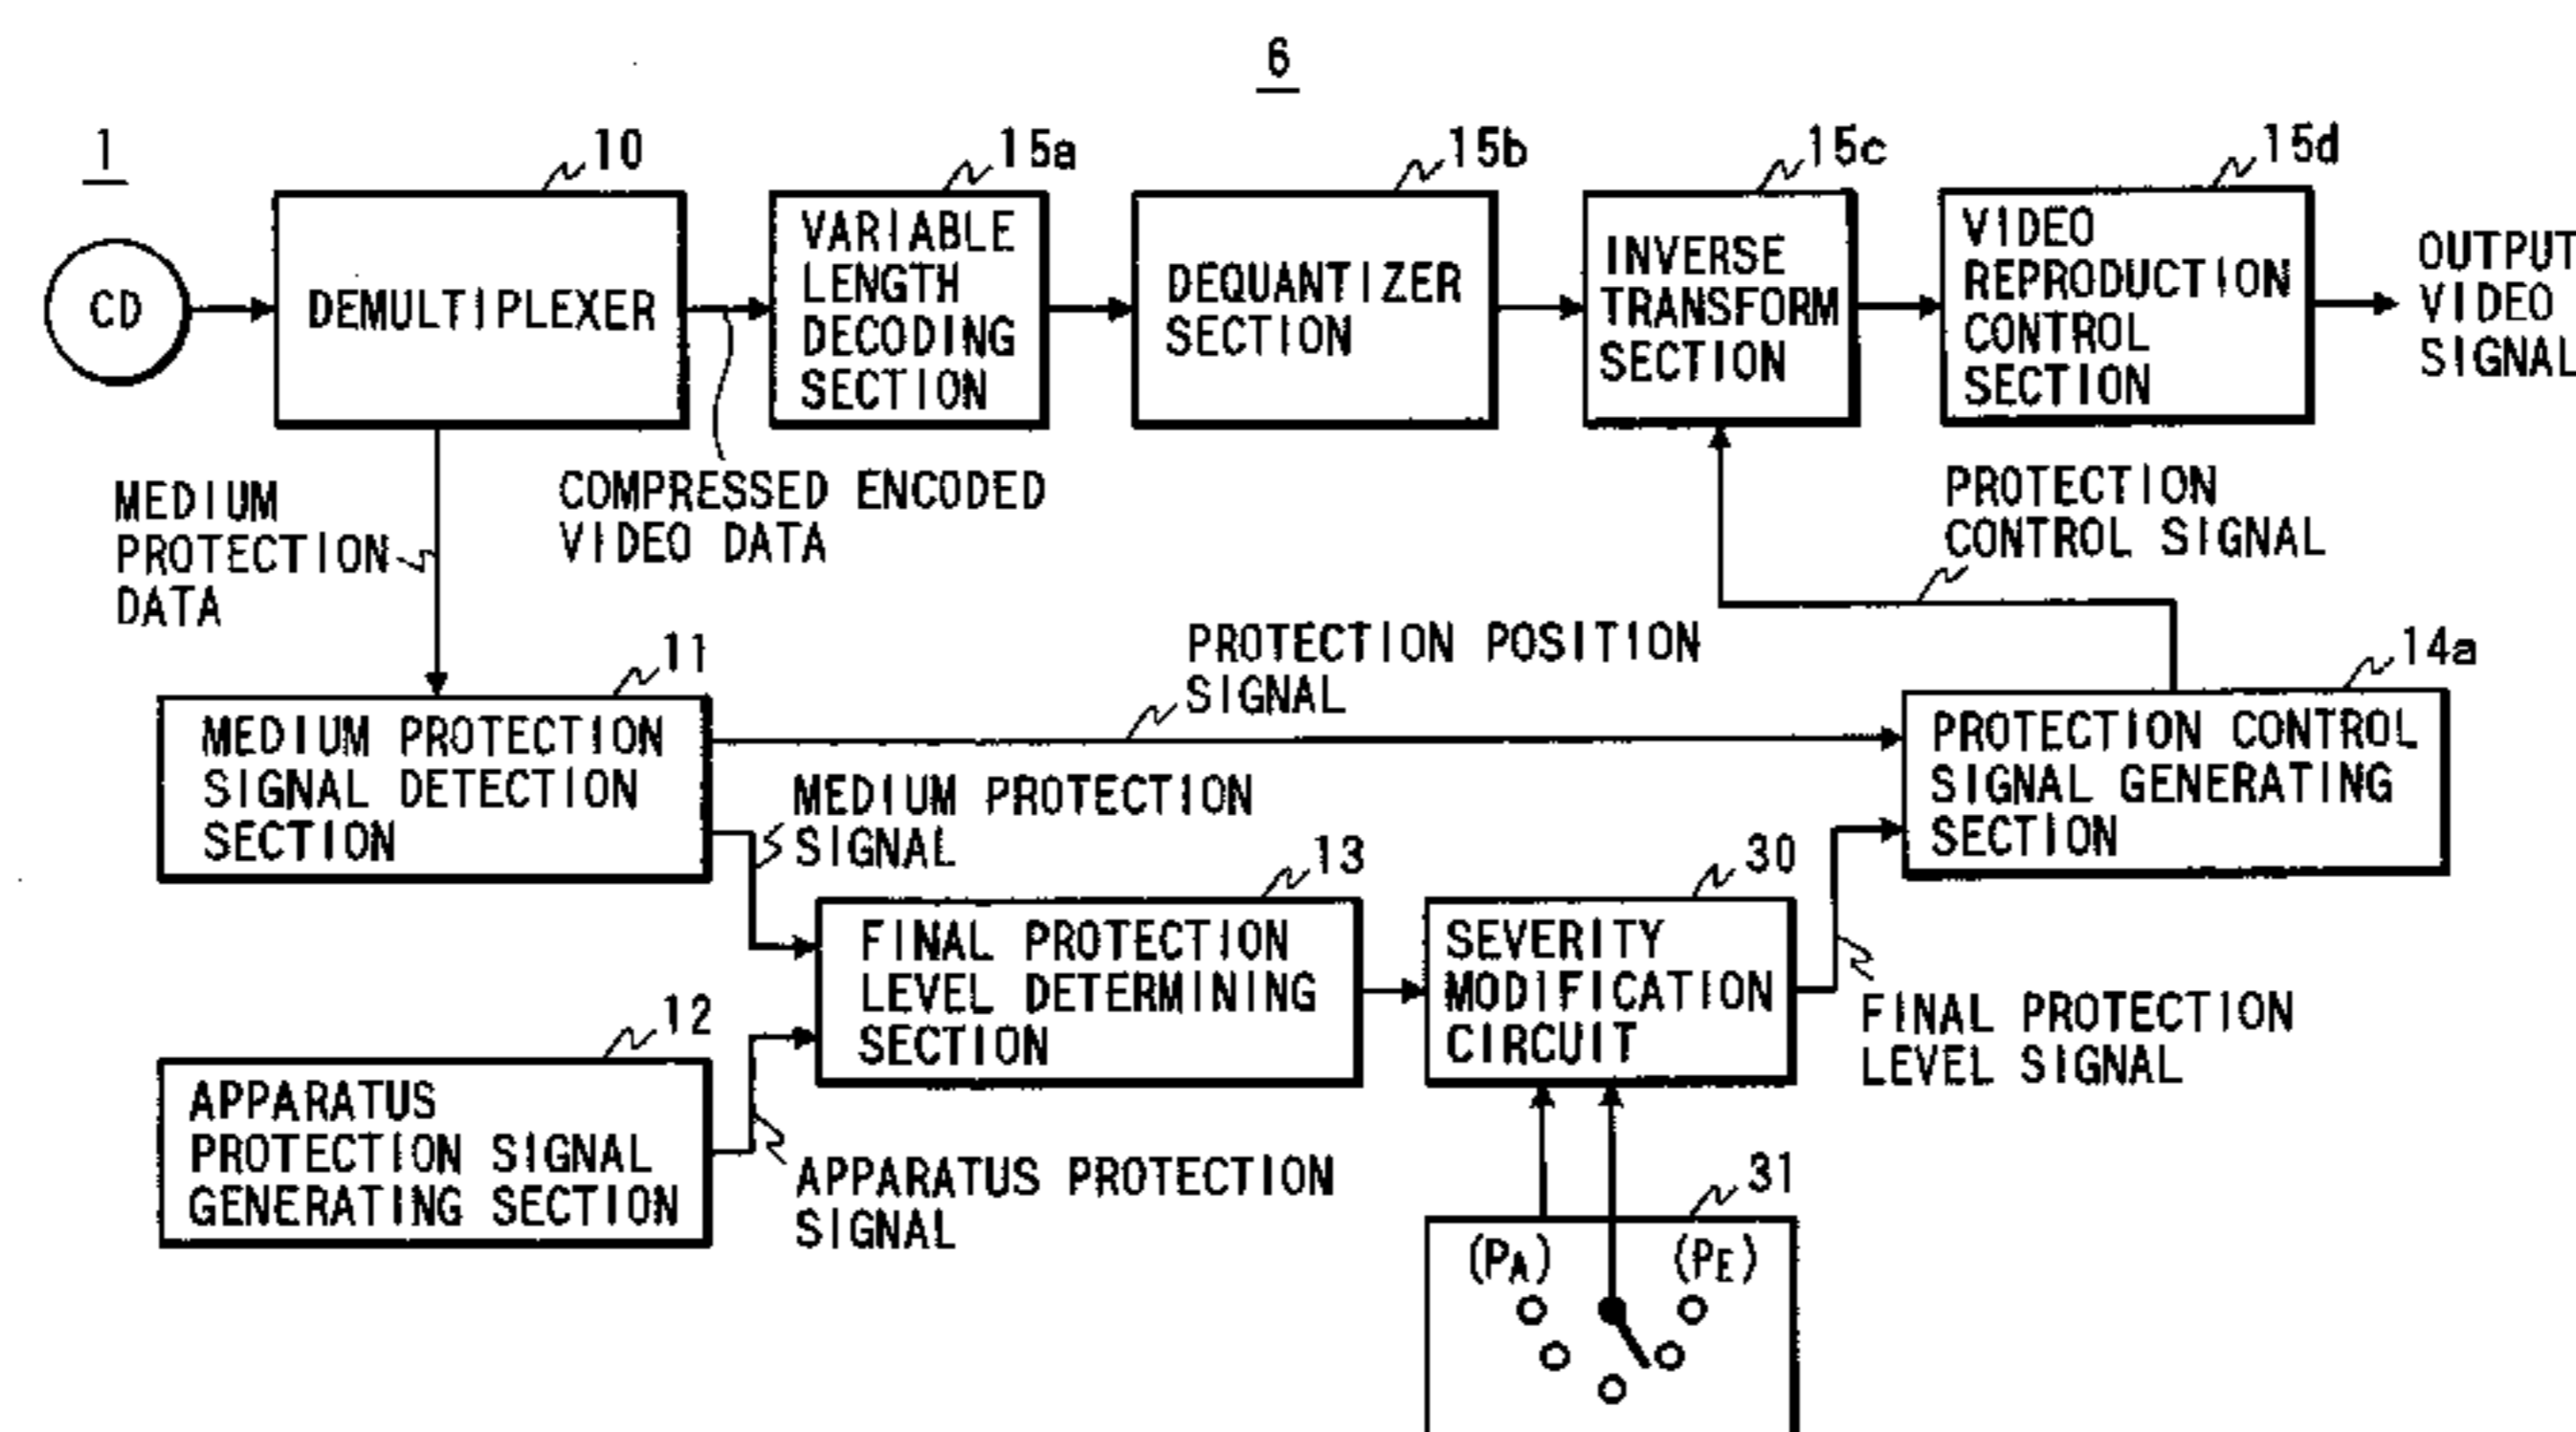 6
1
10
15a
15b
15c
15d
CD
DEMULTIPLEXER
VARIABLE
LENGTH
DECODING
SECTION
DEQUANTIZER
SECTION
INVERSE
TRANSFORM
SECTION
VIDEO
REPRODUCTION
CONTROL
SECTION
OUTPUT
VIDEO
SIGNAL
MEDIUM
PROTECTION
DATA
COMPRESSED ENCODED
VIDEO DATA
PROTECTION
CONTROL SIGNAL
11
PROTECTION POSITION
SIGNAL
14a
MEDIUM PROTECTION
SIGNAL DETECTION
SECTION
MEDIUM PROTECTION
SIGNAL
PROTECTION CONTROL
SIGNAL GENERATING
SECTION
13
30
FINAL PROTECTION
LEVEL DETERMINING
SECTION
SEVERITY
MODIFICATION
CIRCUIT
FINAL PROTECTION
LEVEL SIGNAL
12
APPARATUS
PROTECTION SIGNAL
GENERATING SECTION
APPARATUS PROTECTION
SIGNAL
31
(PA)
(PE)